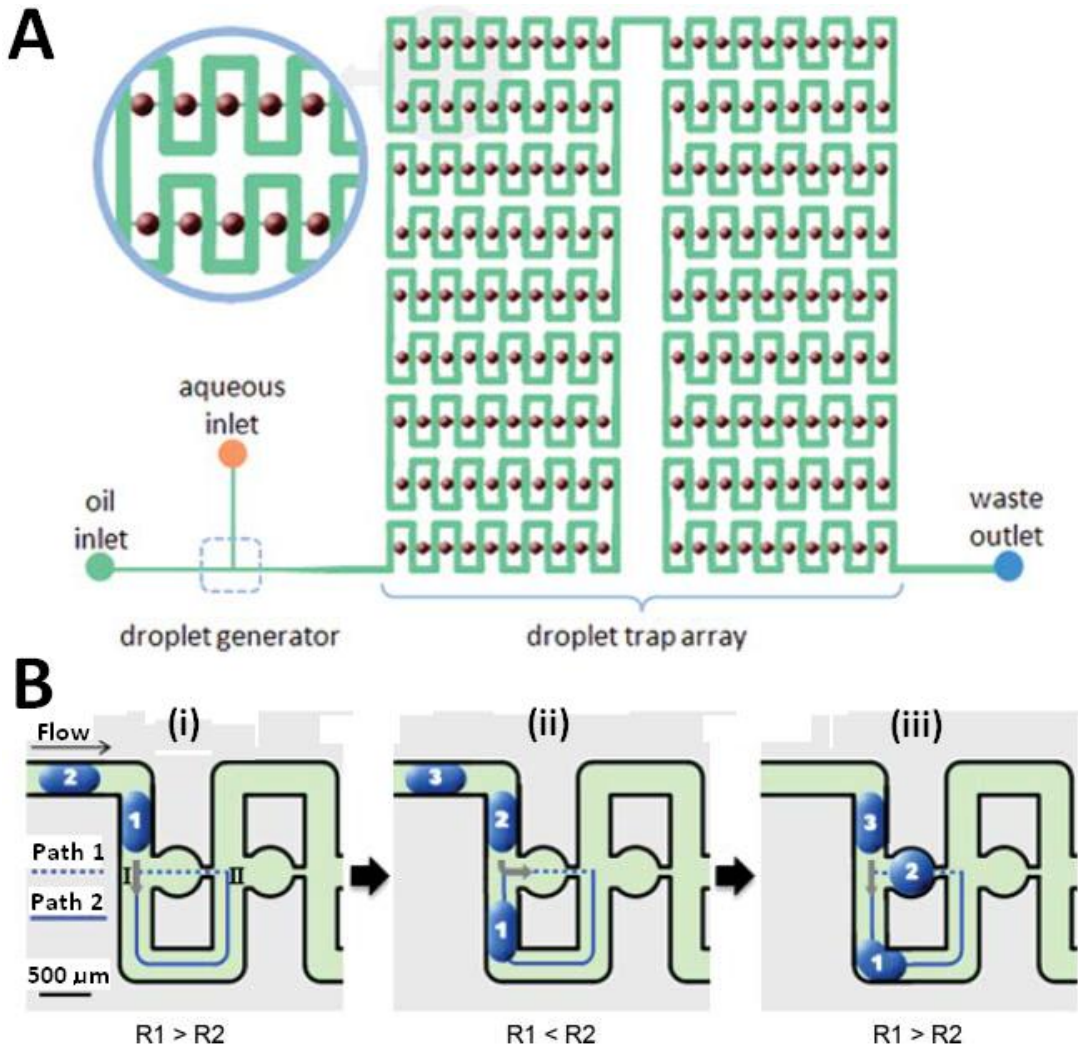 A
aqueous
inlet
oil
inlet
waste
outlet
droplet generator
droplet trap array
B
(i)
(ii)
(iii)
Flow
2
1
3
2
1
3
2
1
Path 1
I
II
Path 2
500 µm
R1 > R2
R1 < R2
R1 > R2